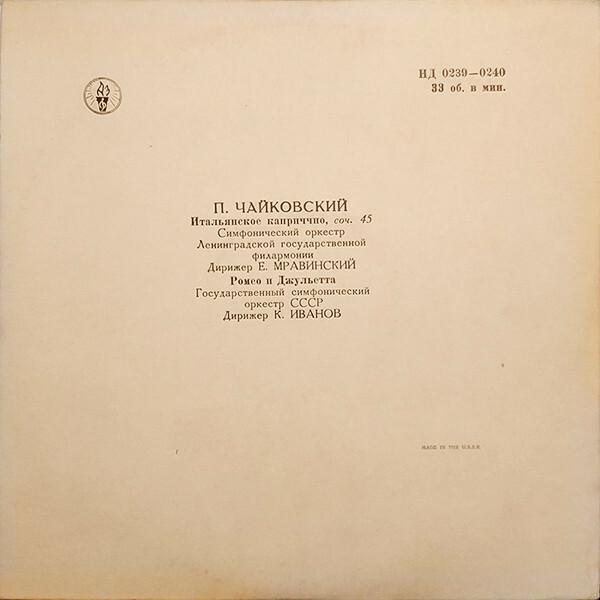 НД 0239—0240
33 об. в мин.
П. ЧАЙКОВСКИЙ
Итальянское каприччио, соч. 45
Симфонический оркестр
Ленинградской государственной
филармонии
Дирижер Е. МРАВИНСКИЙ
Ромео и Джульетта
Государственный симфонический
оркестр СССР
Дирижер К. ИВАНОВ
MADE IN THE U.S.S.R.